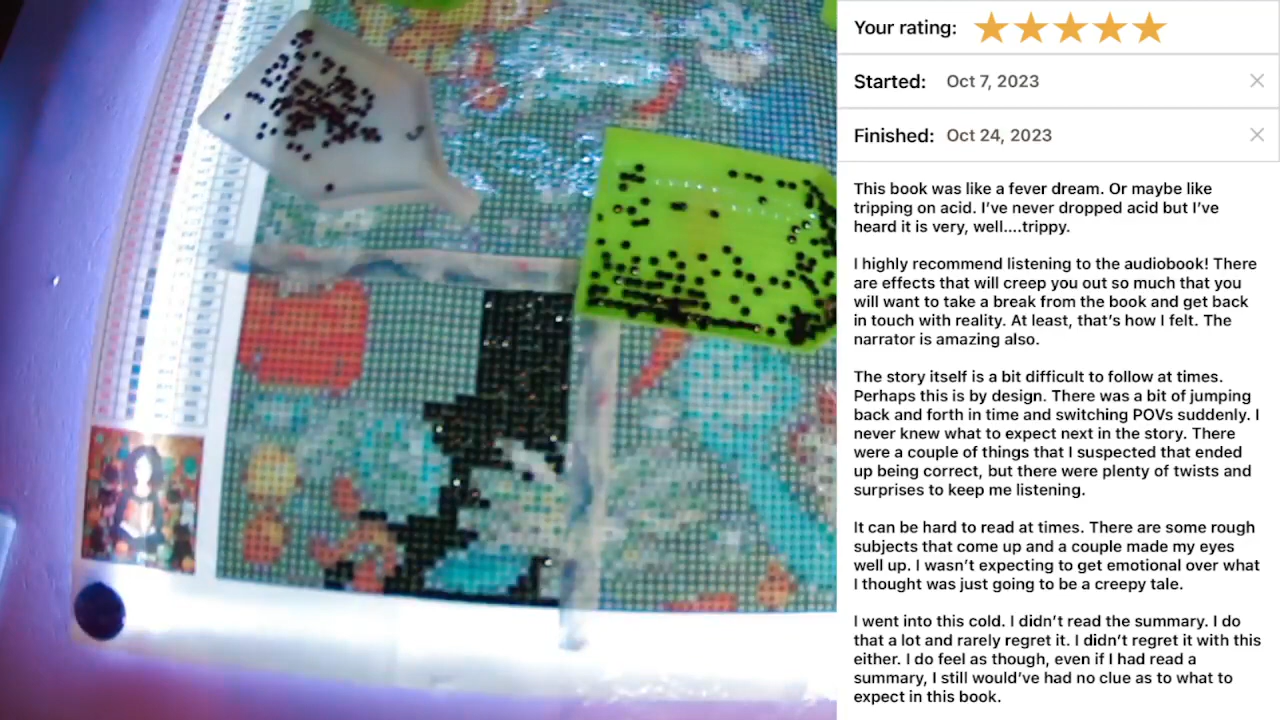 Your rating:
Started: Oct 7, 2023
Finished: Oct 24, 2023
This book was like a fever dream. Or maybe like
tripping on acid. I've never dropped acid but I've
heard it is very, well....trippy.
I highly recommend listening to the audiobook! There
are effects that will creep you out so much that you
will want to take a break from the book and get back
in touch with reality. At least, that's how I felt. The
narrator is amazing also.
The story itself is a bit difficult to follow at times.
Perhaps this is by design. There was a bit of jumping
back and forth in time and switching POVs suddenly. I
never knew what to expect next in the story. There
were a couple of things that I suspected that ended
up being correct, but there were plenty of twists and
surprises to keep me listening.
It can be hard to read at times. There are some rough
subjects that come up and a couple made my eyes
well up. I wasn't expecting to get emotional over what
I thought was just going to be a creepy tale.
I went into this cold. I didn't read the summary. I do
that a lot and rarely regret it. I didn't regret it with this
either. I do feel as though, even if I had read a
summary, I still would've had no clue as to what to
expect in this book.